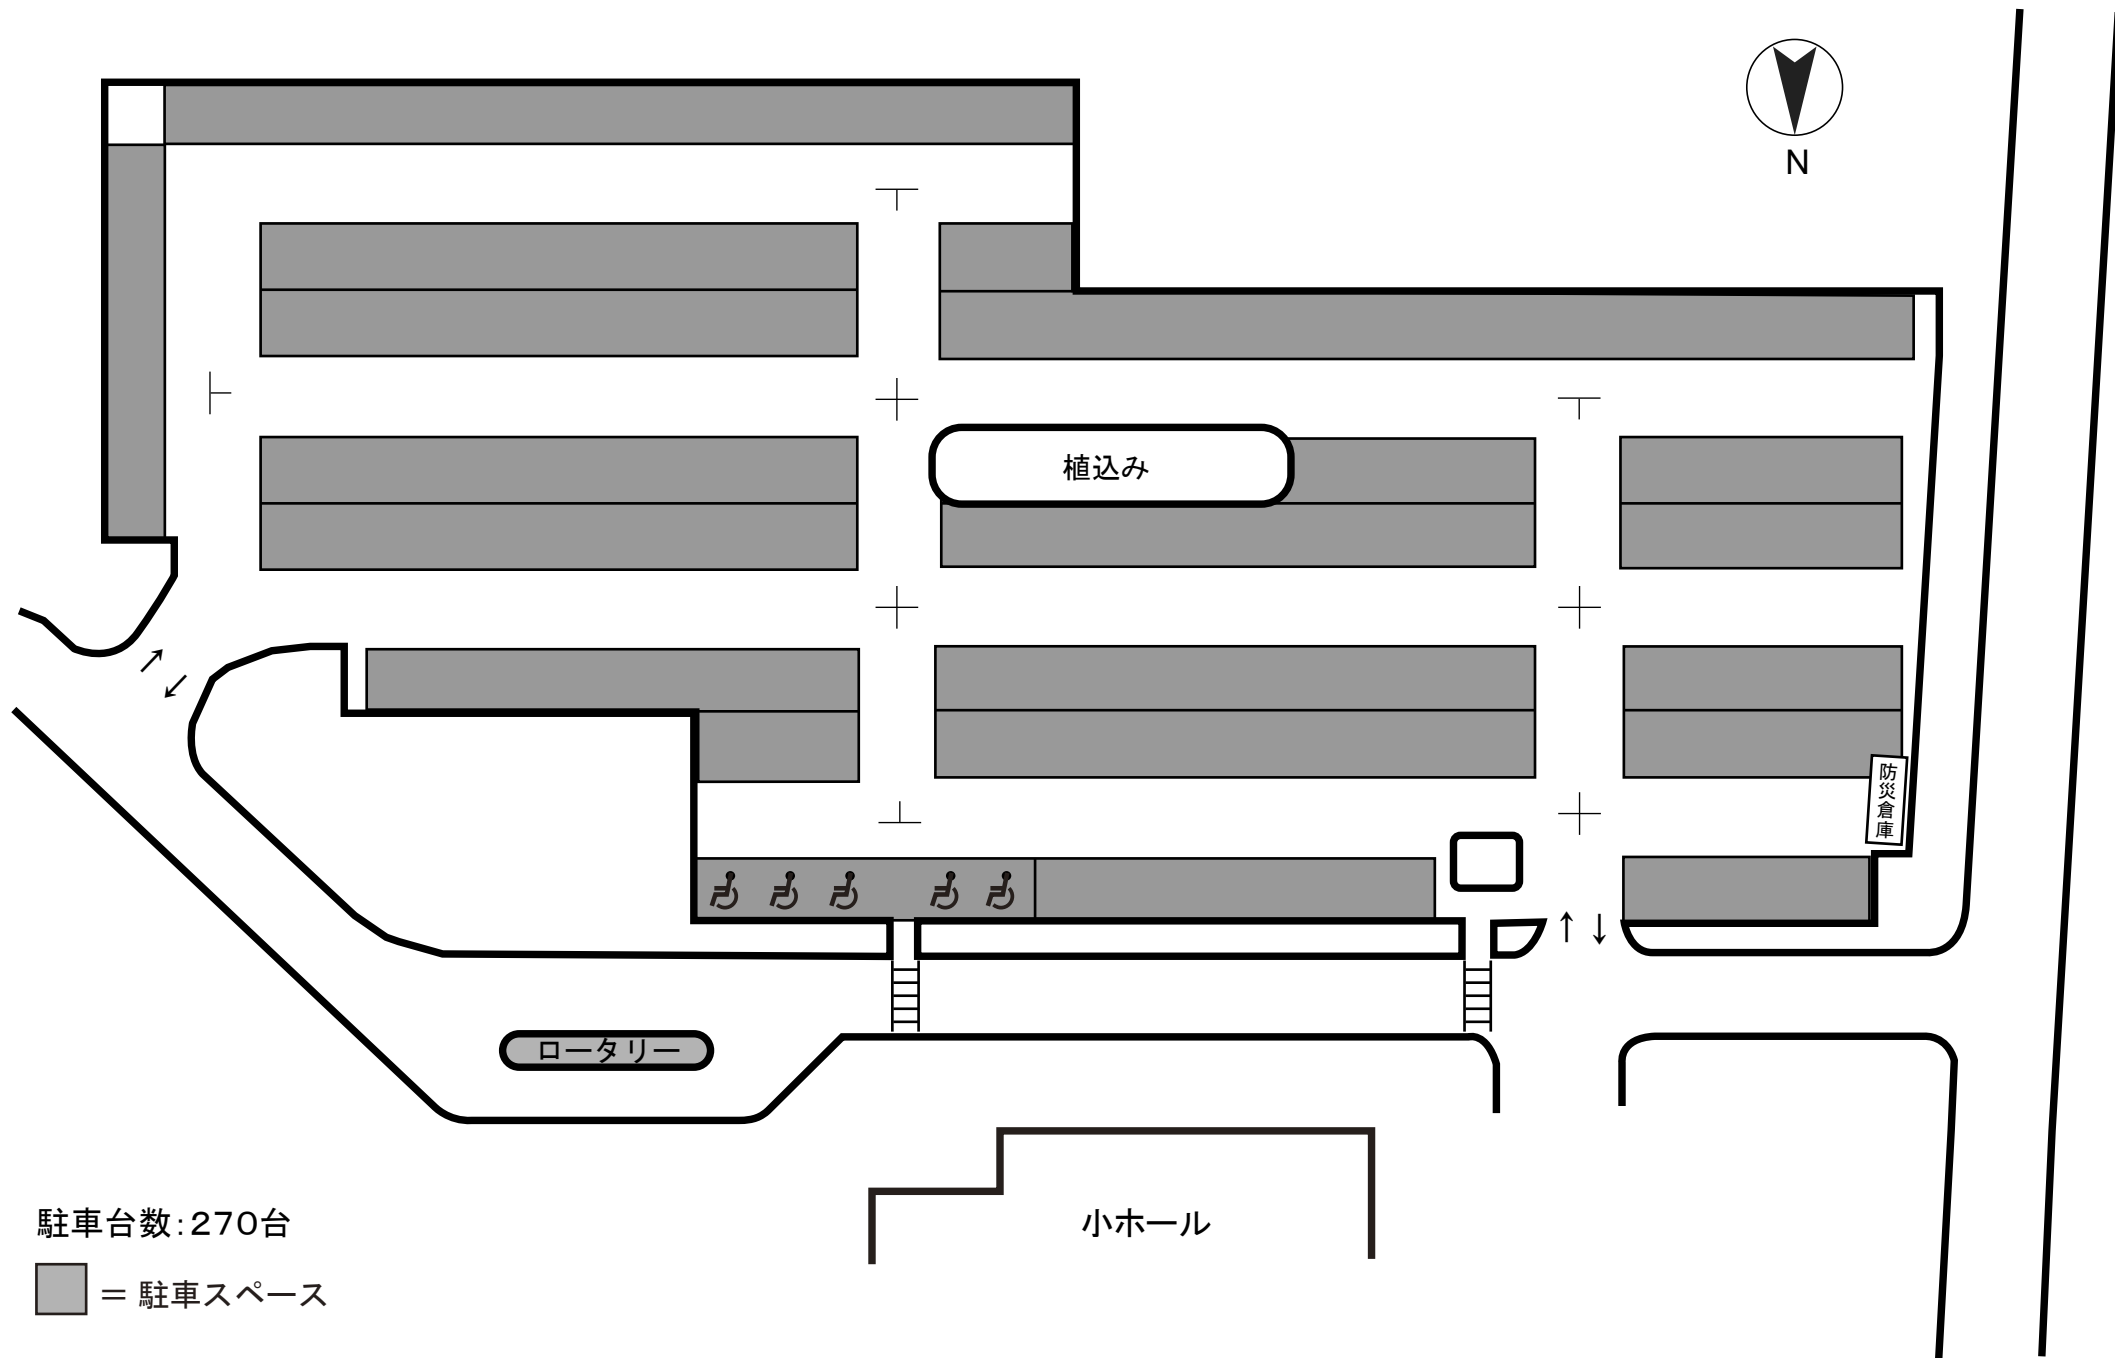 N
植込み
防災倉庫
ロータリー
小ホール
駐車台数:270台
= 駐車スペース